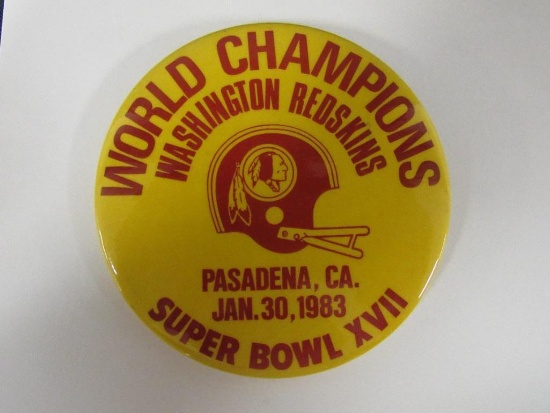 WORLD CHAMPIONS
WASHINGTON REDSKINS
PASADENA, CA.
JAN. 30, 1983
SUPER BOWL XVII